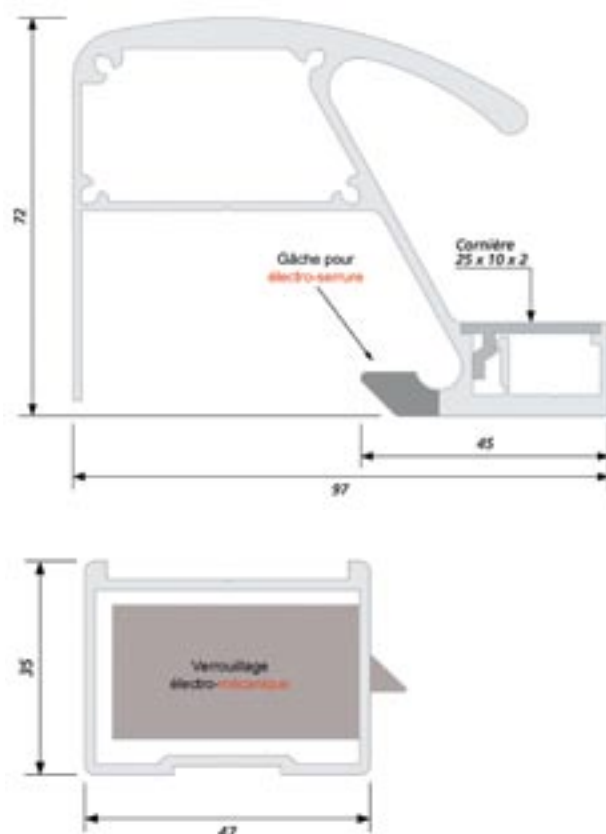 72
Gâche pour
électro-serrure
Cornière
25 x 10 x 2
45
97
35
Verrouillage
électro-mécanique
47